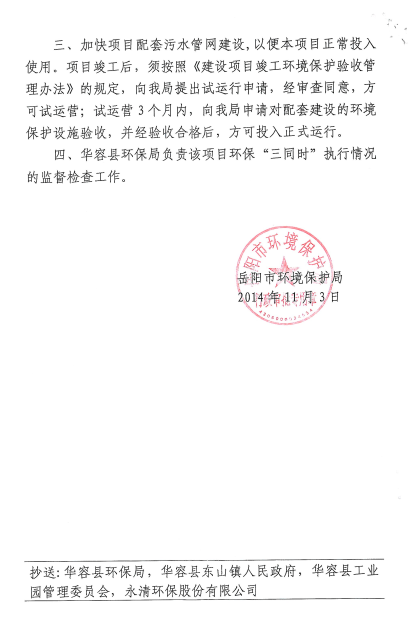 三、加快项目配套污水管网建设,以便本项目正常投入
使用。项目竣工后，须按照《建设项目竣工环境保护验收管
理办法》的规定，向我局提出试运行申请，经审查同意，方
可试运营；试运营3个月内，向我局申请对配套建设的环境
保护设施验收，并经验收合格后，方可投入正式运行。
四、华容县环保局负责该项目环保“三同时”执行情况
的监督检查工作。
岳阳市环境保护局
岳阳市环境保护局
2014年11月3日
抄送:华容县环保局，华容县东山镇人民政府，华容县工业
园管理委员会，永清环保股份有限公司